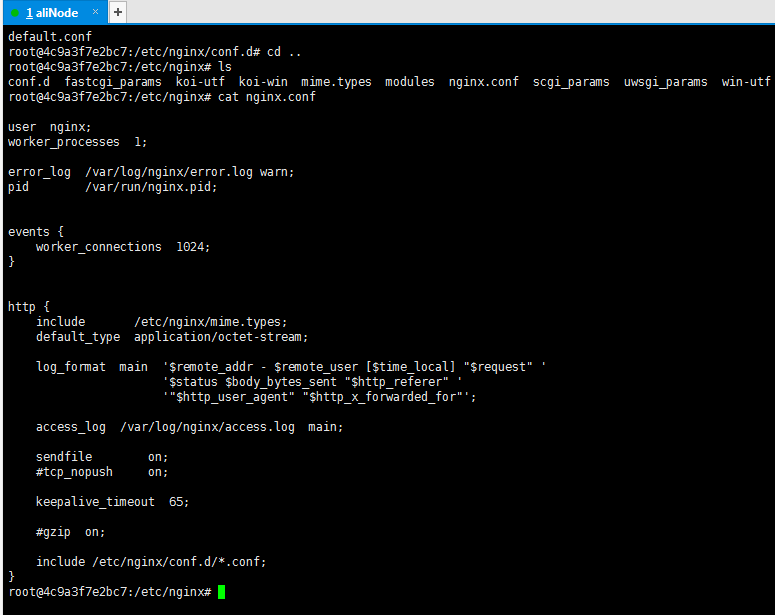 1 aliNode × +
default.conf
root@4c9a3f7e2bc7:/etc/nginx/conf.d# cd ..
root@4c9a3f7e2bc7:/etc/nginx# ls
conf.d  fastcgi_params  koi-utf  koi-win  mime.types  modules  nginx.conf  scgi_params  uwsgi_params  win-utf
root@4c9a3f7e2bc7:/etc/nginx# cat nginx.conf

user  nginx;
worker_processes  1;

error_log  /var/log/nginx/error.log warn;
pid        /var/run/nginx.pid;


events {
    worker_connections  1024;
}


http {
    include       /etc/nginx/mime.types;
    default_type  application/octet-stream;

    log_format  main  '$remote_addr - $remote_user [$time_local] "$request" '
                      '$status $body_bytes_sent "$http_referer" '
                      '"$http_user_agent" "$http_x_forwarded_for"';

    access_log  /var/log/nginx/access.log  main;

    sendfile        on;
    #tcp_nopush     on;

    keepalive_timeout  65;

    #gzip  on;

    include /etc/nginx/conf.d/*.conf;
}
root@4c9a3f7e2bc7:/etc/nginx#